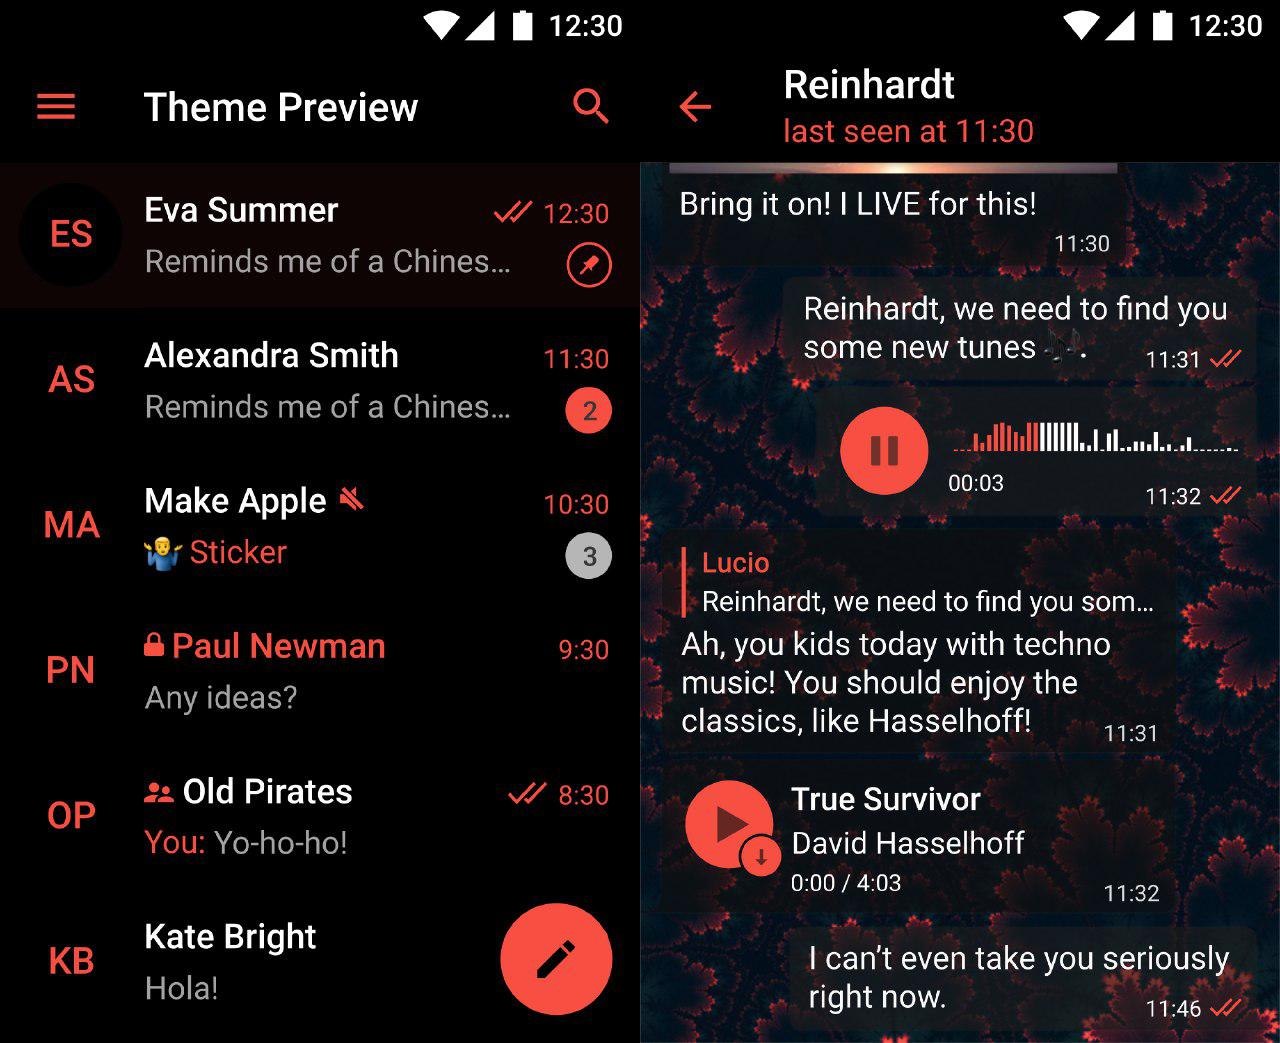 12:30
Theme Preview
ES
Eva Summer
12:30
Reminds me of a Chines...
AS
Alexandra Smith
11:30
Reminds me of a Chines...
2
MA
Make Apple
10:30
Sticker
3
PN
Paul Newman
9:30
Any ideas?
OP
Old Pirates
8:30
You: Yo-ho-ho!
KB
Kate Bright
Hola!
12:30
Reinhardt
last seen at 11:30
Bring it on! I LIVE for this!
11:30
Reinhardt, we need to find you
some new tunes 🎶.
11:31
00:03
11:32
Lucio
Reinhardt, we need to find you som...
Ah, you kids today with techno
music! You should enjoy the
classics, like Hasselhoff!
11:31
True Survivor
David Hasselhoff
0:00 / 4:03
11:32
I can’t even take you seriously
right now.
11:46